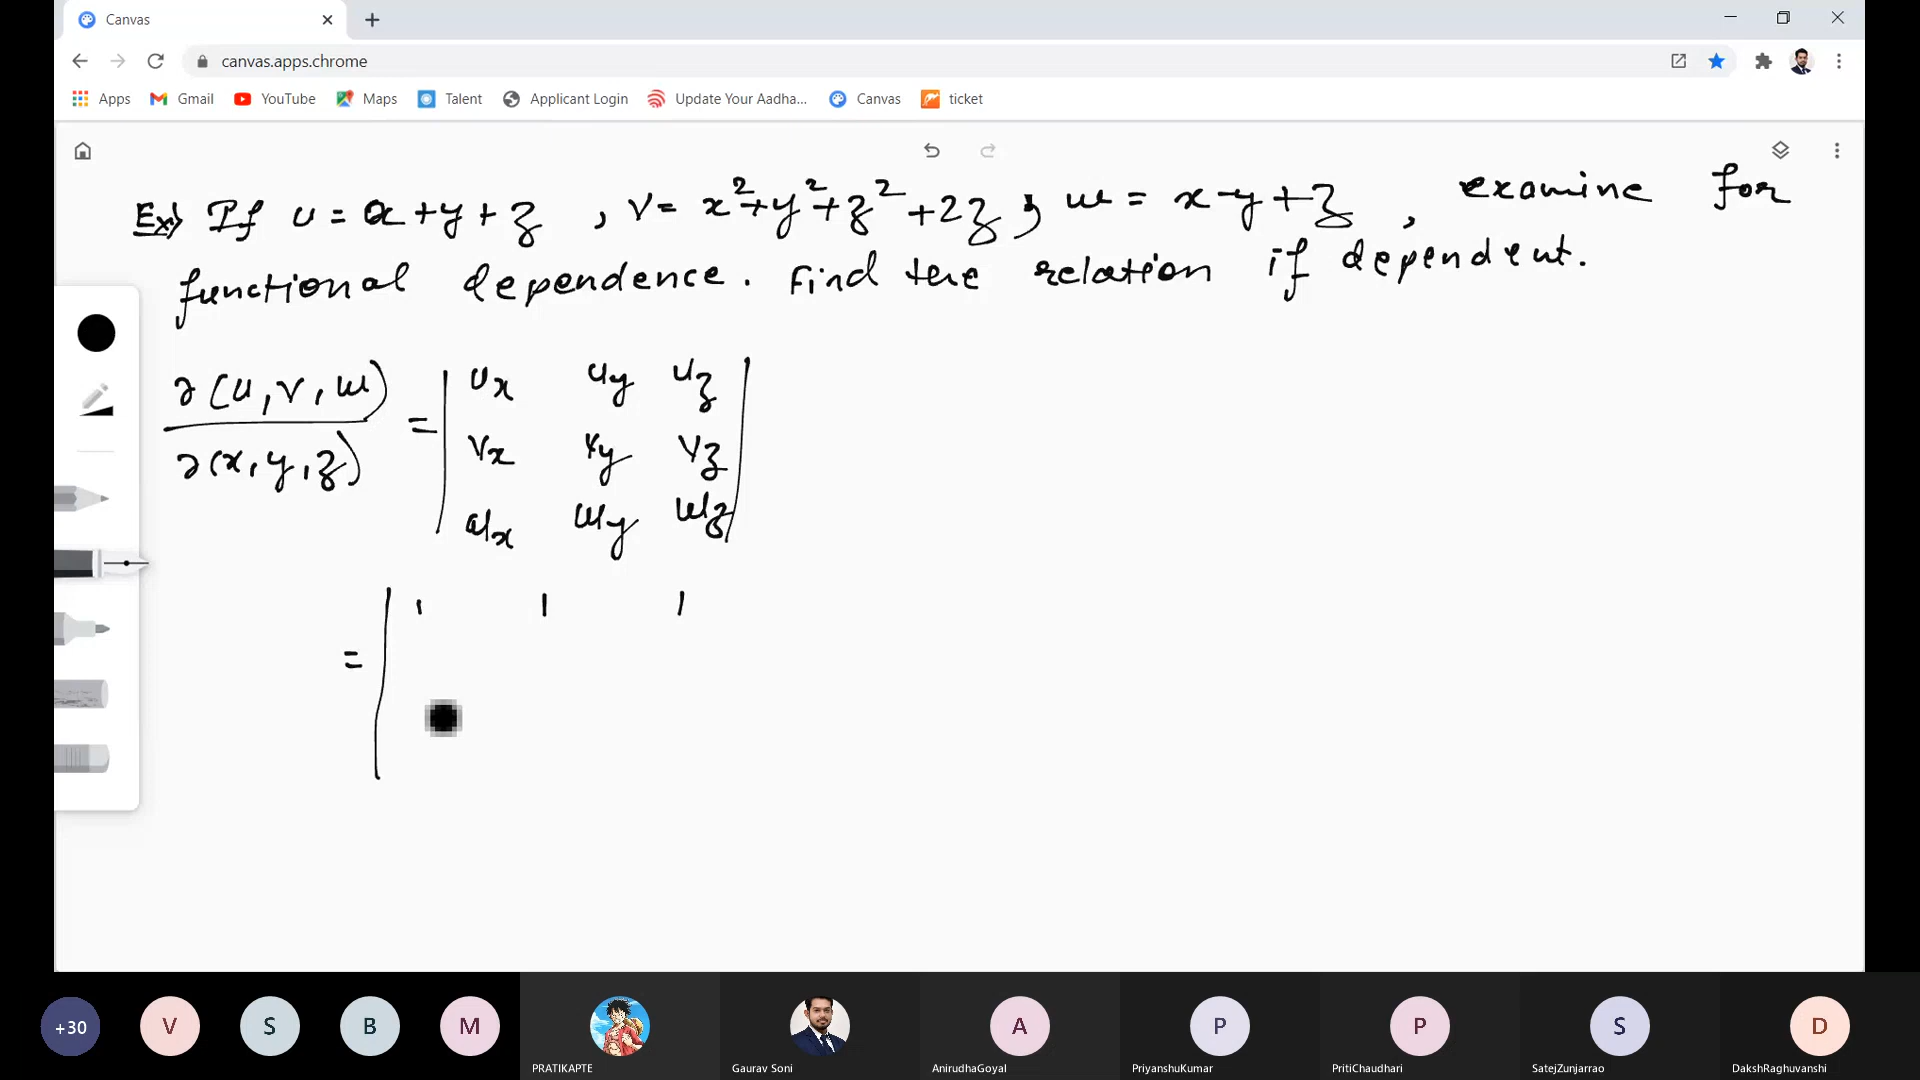 Canvas
canvas.apps.chrome
Apps Gmail YouTube Maps Talent Applicant Login Update Your Aadha... Canvas ticket
Ex) If u = x+y+z , v = x²+y²+z²+2z, w = x-y+z , examine for
functional dependence. Find the relation if dependent.
∂(u,v,w)
∂(x,y,z)
= | ux uy uz |
| vx vy vz |
| wx wy wz |
= | 1 1 1
+30 V S B M A P P S D
PRATIKAPTE Gaurav Soni AnirudhaGoyal PriyanshuKumar PritiChaudhari SatejZunjarrao DakshRaghuvanshi